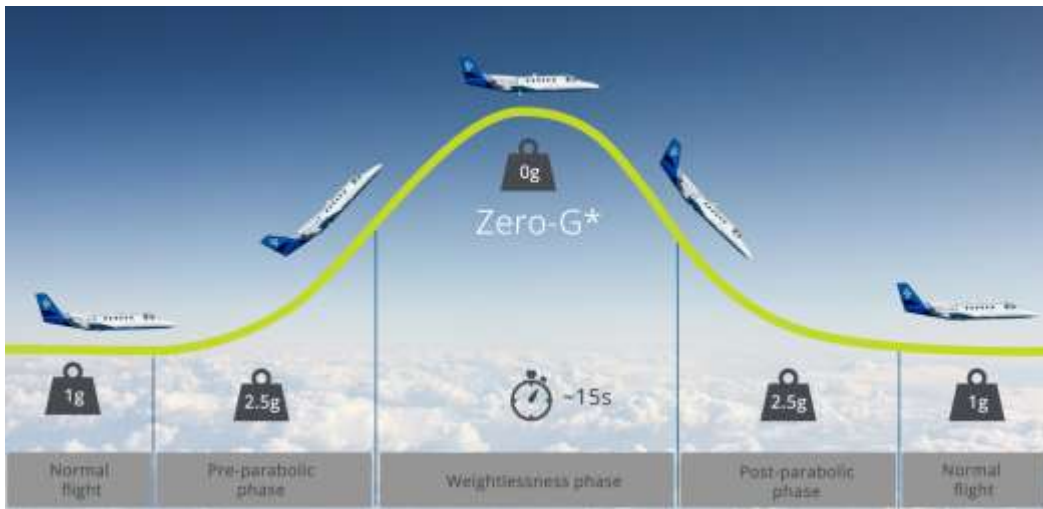 0g
Zero-G*
1g
2.5g
~15s
2.5g
1g
Normal
flight
Pre-parabolic
phase
Weightlessness phase
Post-parabolic
phase
Normal
flight